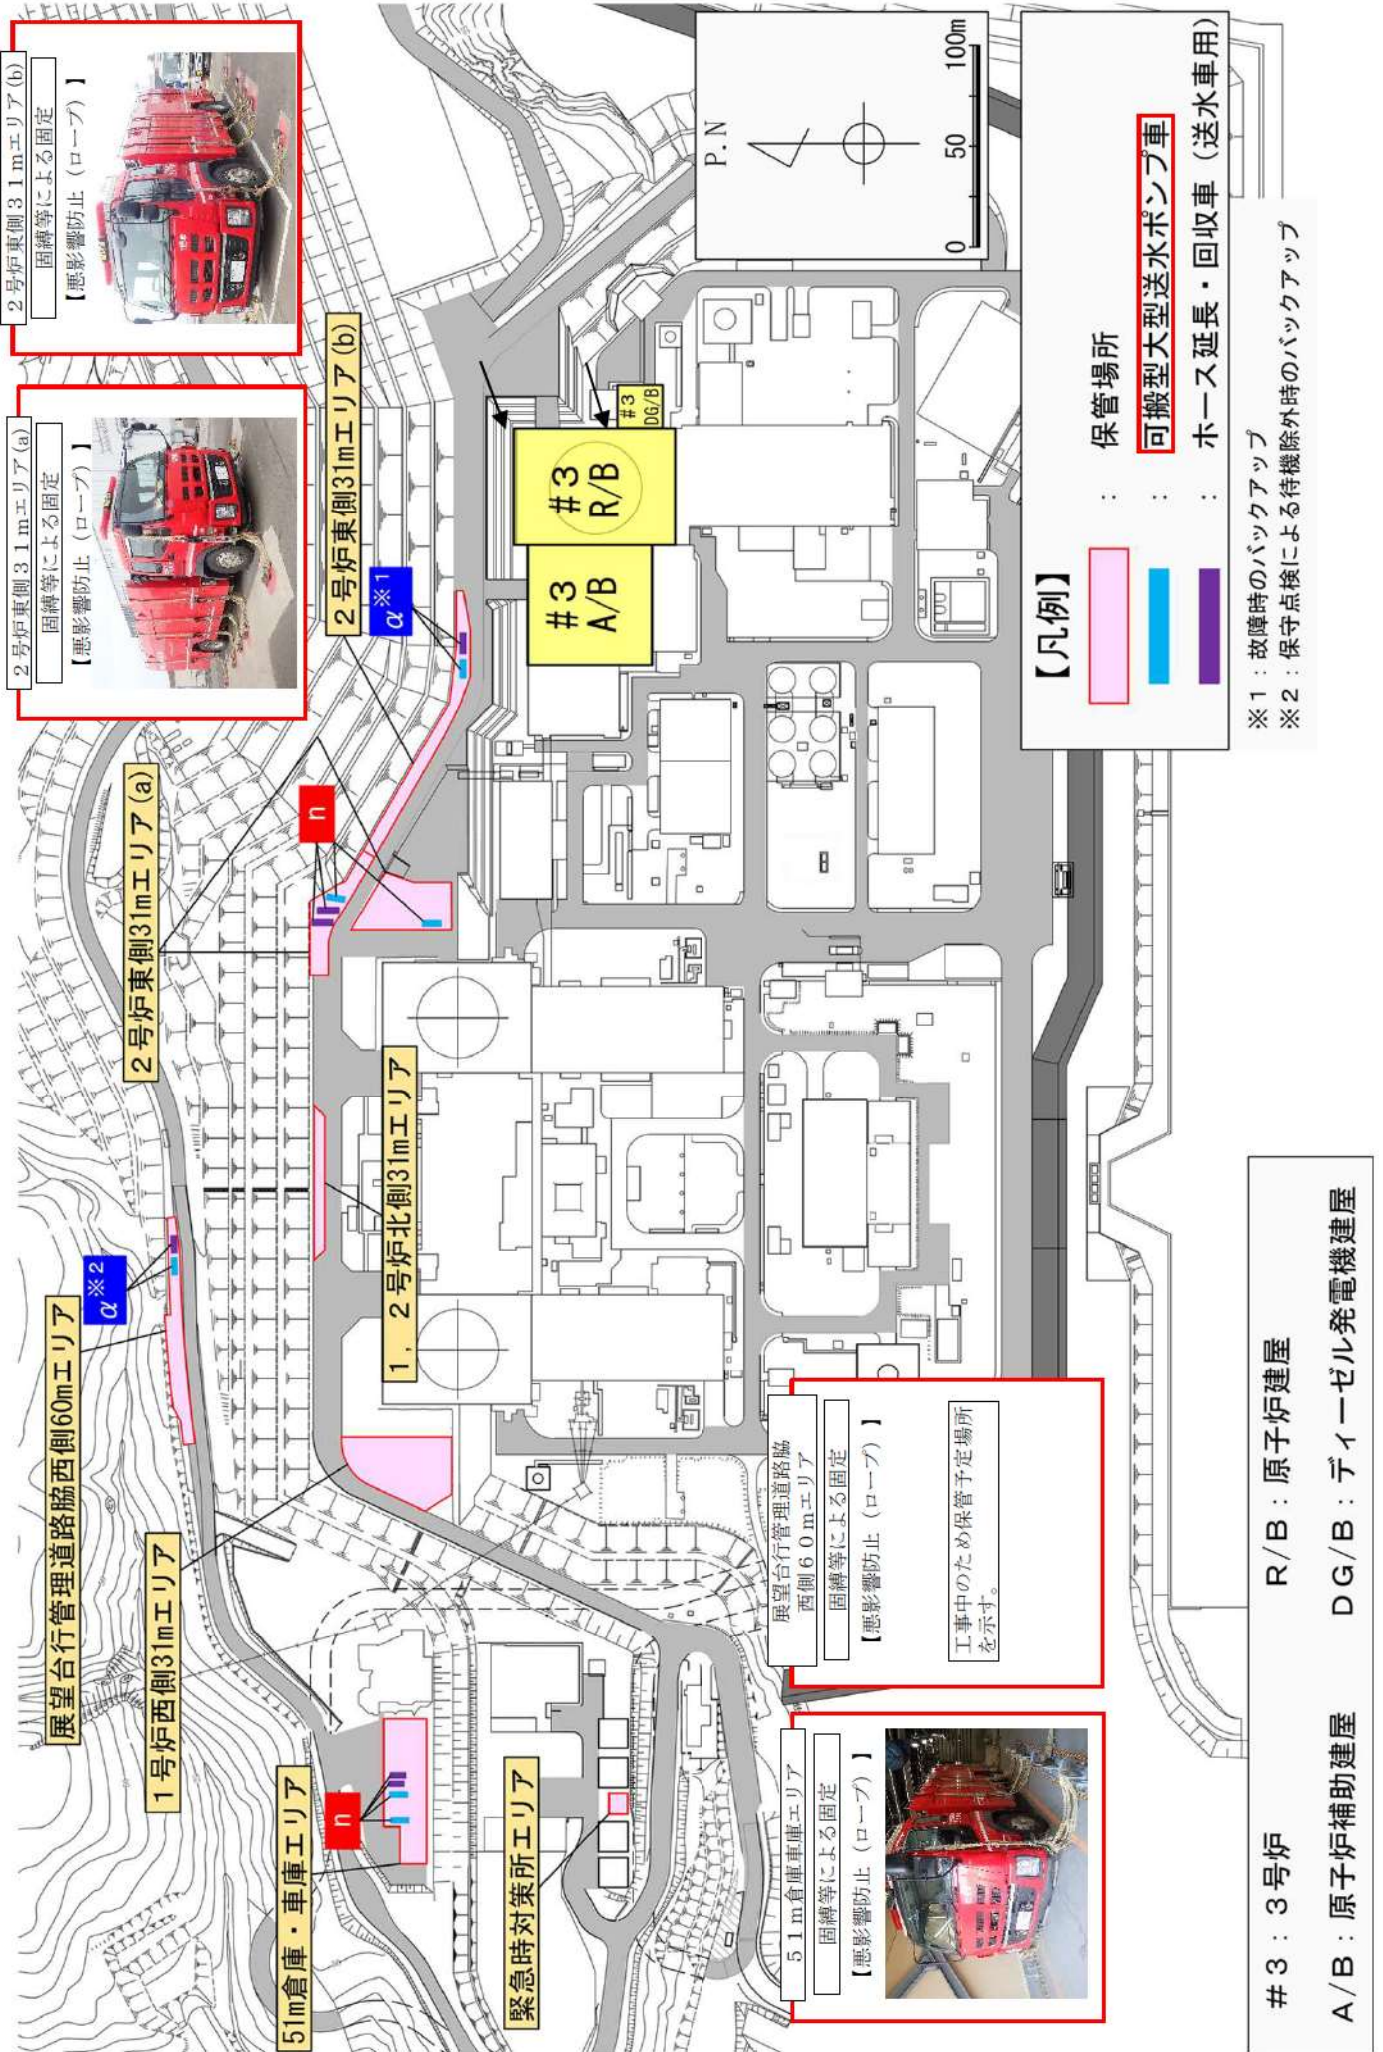 51m倉庫・車庫エリア
n
緊急時対策所エリア
展望台行管理道路脇西側60mエリア
α※2
1号炉西側31mエリア
1,2号炉北側31mエリア
2号炉東側31mエリア(a)
n
2号炉東側31mエリア(b)
α※1
#3
A/B
#3
R/B
#3
DG/B
2号炉東側31mエリア(a)
固縛等による固定
【悪影響防止(ロープ)】
2号炉東側31mエリア(b)
固縛等による固定
【悪影響防止(ロープ)】
51m倉庫車庫エリア
固縛等による固定
【悪影響防止(ロープ)】
展望台行管理道路脇
西側60mエリア
固縛等による固定
【悪影響防止(ロープ)】
工事中のため保管予定場所
を示す。
P.N
0 50 100m
【凡例】
: 保管場所
: 可搬型大型送水ポンプ車
: ホース延長・回収車(送水車用)
※1:故障時のバックアップ
※2:保守点検による待機除外時のバックアップ
#3:3号炉 R/B:原子炉建屋
A/B:原子炉補助建屋 DG/B:ディーゼル発電機建屋